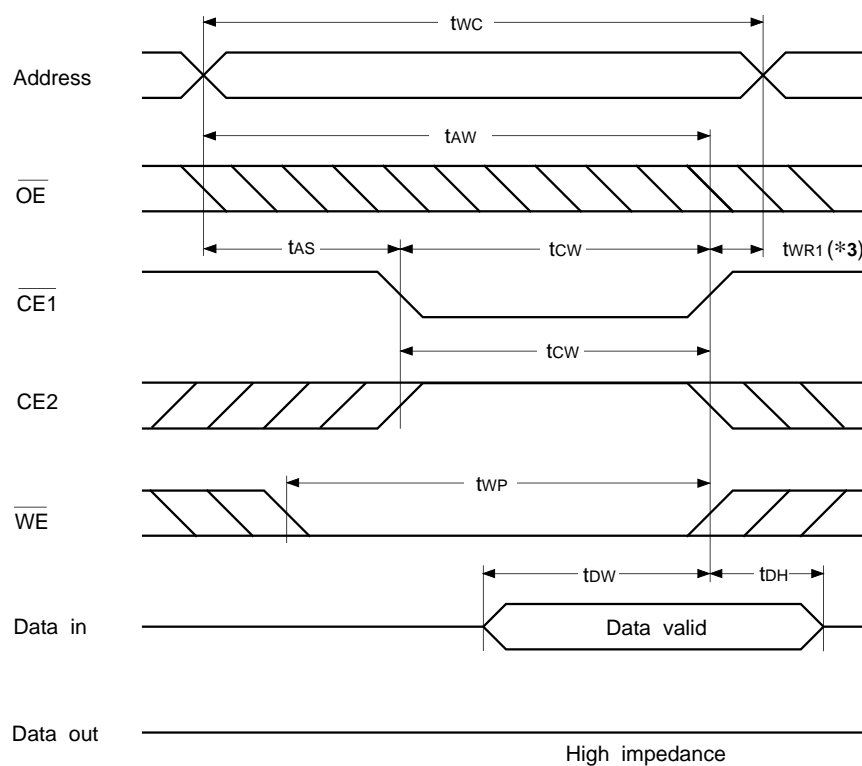 tWC
Address
tAW
OE
tAS
tCW
tWR1 (*3)
CE1
tCW
CE2
tWP
WE
tDW
tDH
Data in
Data valid
Data out
High impedance